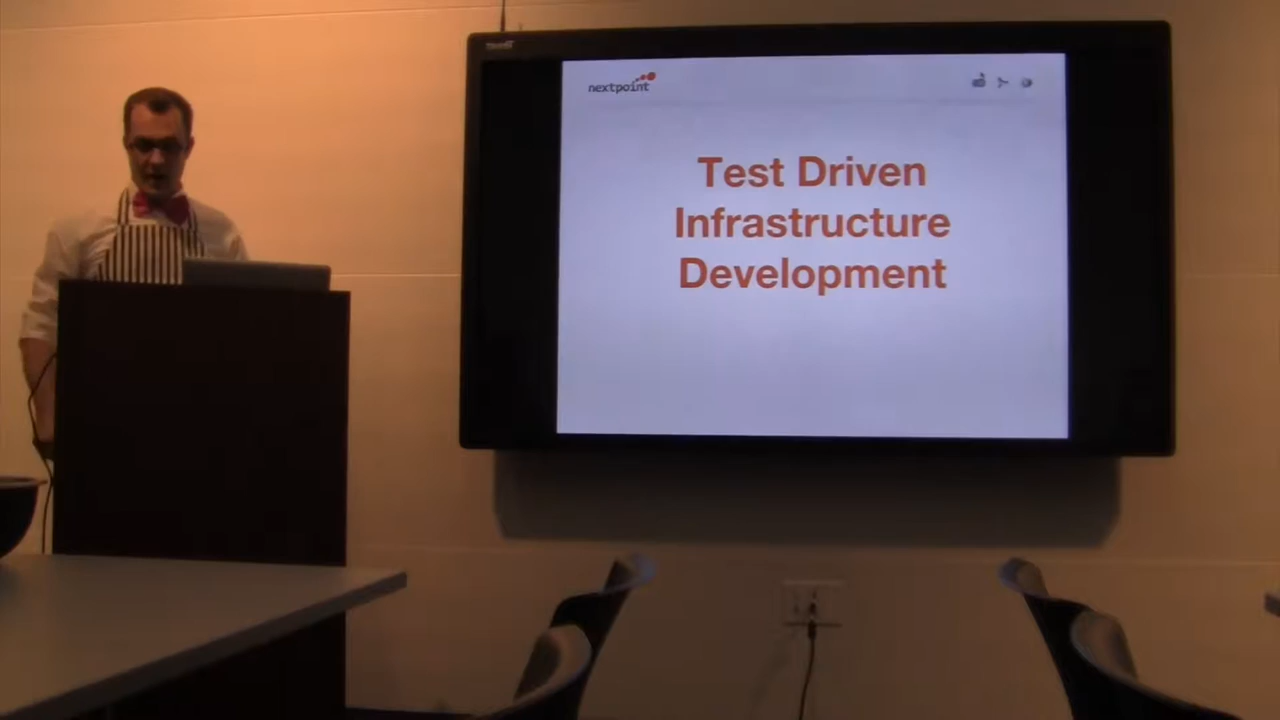 nextpoint
Test Driven
Infrastructure
Development